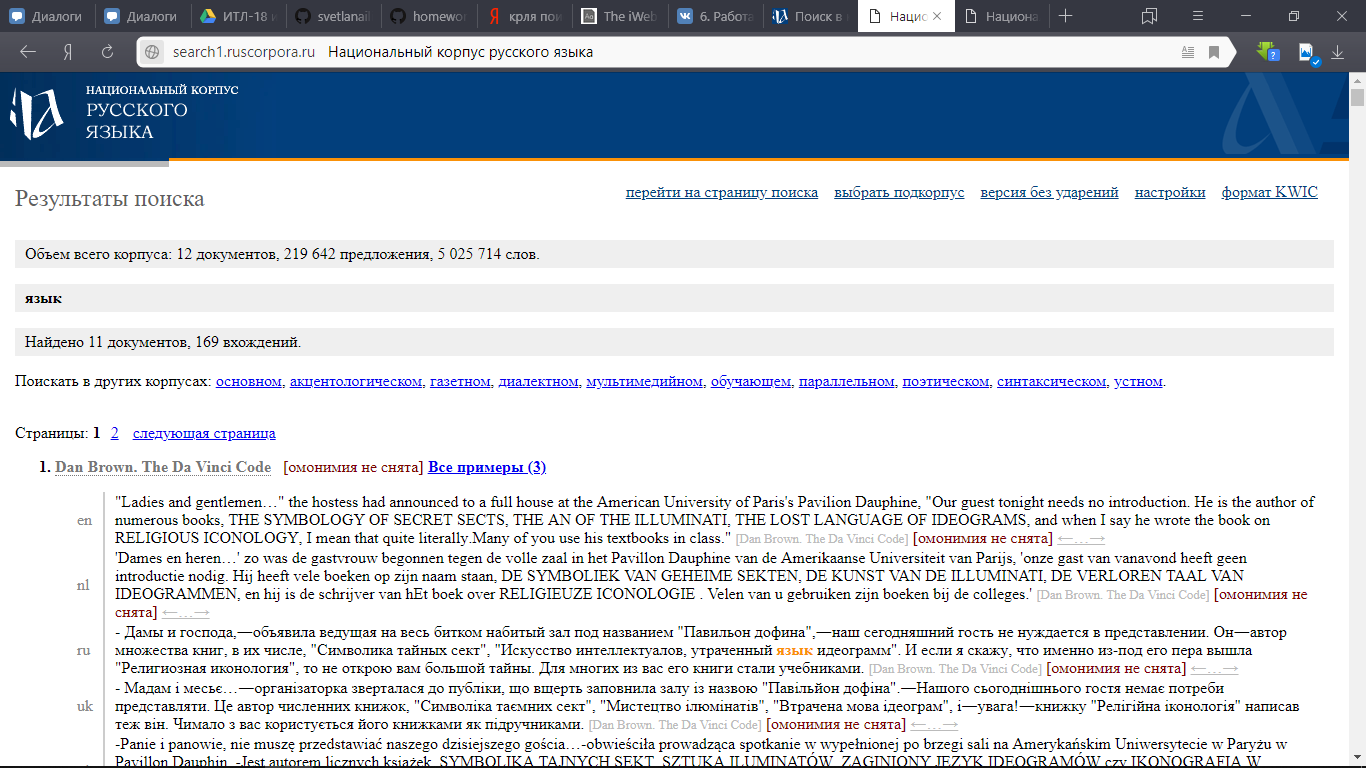 Диалоги Диалоги ИТЛ-18 и svetlanail homewor крля пои The iWeb 6. Работа Поиск в Нацис Национа
search1.ruscorpora.ru Национальный корпус русского языка
НАЦИОНАЛЬНЫЙ КОРПУС
РУССКОГО
ЯЗЫКА
Результаты поиска
перейти на страницу поиска выбрать подкорпус версия без ударений настройки формат KWIC
Объем всего корпуса: 12 документов, 219 642 предложения, 5 025 714 слов.
язык
Найдено 11 документов, 169 вхождений.
Поискать в других корпусах: основном, акцентологическом, газетном, диалектном, мультимедийном, обучающем, параллельном, поэтическом, синтаксическом, устном.
Страницы: 1 2 следующая страница
1. Dan Brown. The Da Vinci Code [омонимия не снята] Все примеры (3)
"Ladies and gentlemen…" the hostess had announced to a full house at the American University of Paris's Pavilion Dauphine, "Our guest tonight needs no introduction. He is the author of
en numerous books, THE SYMBOLOGY OF SECRET SECTS, THE AN OF THE ILLUMINATI, THE LOST LANGUAGE OF IDEOGRAMS, and when I say he wrote the book on
RELIGIOUS ICONOLOGY, I mean that quite literally.Many of you use his textbooks in class." [Dan Brown. The Da Vinci Code] [омонимия не снята] ←…→
'Dames en heren…' zo was de gastvrouw begonnen tegen de volle zaal in het Pavillon Dauphine van de Amerikaanse Universiteit van Parijs, 'onze gast van vanavond heeft geen
nl introductie nodig. Hij heeft vele boeken op zijn naam staan, DE SYMBOLIEK VAN GEHEIME SEKTEN, DE KUNST VAN DE ILLUMINATI, DE VERLOREN TAAL VAN
IDEOGRAMMEN, en hij is de schrijver van hEt boek over RELIGIEUZE ICONOLOGIE . Velen van u gebruiken zijn boeken bij de colleges.' [Dan Brown. The Da Vinci Code] [омонимия не
снята] ←…→
- Дамы и господа,—объявила ведущая на весь битком набитый зал под названием "Павильон дофина",—наш сегодняшний гость не нуждается в представлении. Он—автор
ru множества книг, в их числе, "Символика тайных сект", "Искусство интеллектуалов, утраченный язык идеограмм". И если я скажу, что именно из-под его пера вышла
"Религиозная иконология", то не открою вам большой тайны. Для многих из вас его книги стали учебниками. [Dan Brown. The Da Vinci Code] [омонимия не снята] ←…→
- Мадам і месьє…—організаторка зверталася до публіки, що вщерть заповнила залу із назвою "Павільйон дофіна".—Нашого сьогоднішнього гостя немає потреби
uk представляти. Це автор численних книжок, "Символіка таємних сект", "Мистецтво ілюмінатів", "Втрачена мова ідеограм", і—увага!—книжку "Релігійна іконологія" написав
теж він. Чимало з вас користується його книжками як підручниками. [Dan Brown. The Da Vinci Code] [омонимия не снята] ←…→
-Panie i panowie, nie muszę przedstawiać naszego dzisiejszego gościa…-obwieściła prowadząca spotkanie w wypełnionej po brzegi sali na Amerykańskim Uniwersytecie w Paryżu w
Pavillon Dauphin. -Jest autorem licznych książek, SYMBOLIKA TAJNYCH SEKT, SZTUKA ILUMINATÓW, ZAGINIONY JĘZYK IDEOGRAMÓW czy IKONOGRAFIA W